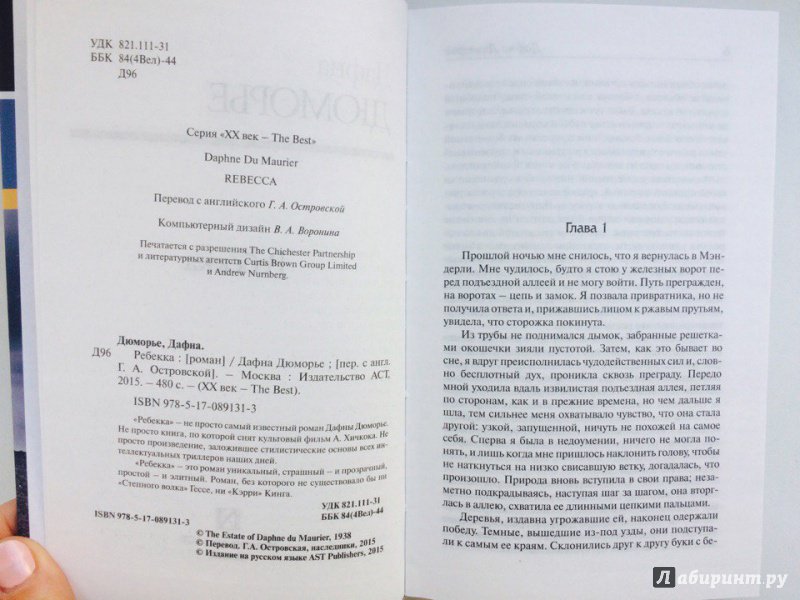 УДК 821.111-31
ББК 84(4Вел)-44
Д96
Серия «XX век – The Best»
Daphne Du Maurier
REBECCA
Перевод с английского Г. А. Островской
Компьютерный дизайн В. А. Воронина
Печатается с разрешения The Chichester Partnership
и литературных агентств Curtis Brown Group Limited
и Andrew Nurnberg.
Дюморье, Дафна.
Д96 Ребекка : [роман] / Дафна Дюморье ; [пер. с англ.
Г. А. Островской]. – Москва : Издательство АСТ,
2015. – 480 с. – (XX век – The Best).
ISBN 978-5-17-089131-3
«Ребекка» – не просто самый известный роман Дафны Дюморье.
Не просто книга, по которой снят культовый фильм А. Хичкока. Не
просто произведение, заложившее стилистические основы всех ин-
теллектуальных триллеров наших дней.
«Ребекка» – это роман уникальный, страшный – и прозрачный,
простой – и элитный. Роман, без которого не существовало бы ни
«Степного волка» Гессе, ни «Кэрри» Кинга.
УДК 821.111-31
ББК 84(4Вел)-44
ISBN 978-5-17-089131-3
© The Estate of Daphne du Maurier, 1938
© Перевод. Г.А. Островская, наследники, 2015
© Издание на русском языке AST Publishers, 2015
Глава 1
Прошлой ночью мне снилось, что я вернулась в Мэн-
дерли. Мне чудилось, будто я стою у железных ворот пе-
ред подъездной аллеей и не могу войти. Путь прегражден,
на воротах – цепь и замок. Я позвала привратника, но не
получила ответа и, прижавшись лицом к ржавым прутьям,
увидела, что сторожка покинута.
Из трубы не поднимался дымок, забранные решетка-
ми окошечки зияли пустотой. Затем, как это бывает во
сне, я вдруг преисполнилась чудодейственных сил и, слов-
но бесплотный дух, проникла сквозь преграду. Передо
мной уходила вдаль извилистая подъездная аллея, петляя
по сторонам, как и в прежние времена, но чем дальше я
шла, тем сильнее меня охватывало чувство, что она стала
другой: узкой, запущенной, ничуть не похожей на самое
себя. Сперва я была в недоумении, ничего не могла по-
нять, и лишь когда мне пришлось наклонить голову, чтобы
не наткнуться на низко свисавшую ветку, догадалась, что
произошло. Природа вновь вступила в свои права; неза-
метно подкрадываясь, наступая шаг за шагом, она вторг-
лась в аллею, схватила ее длинными цепкими пальцами.
Деревья, издавна угрожавшие ей, наконец одержали
победу. Темные, вышедшие из-под узды, они подступа-
ли к самым ее краям. Склонились друг к другу буки с бе-
Лабиринт.ру